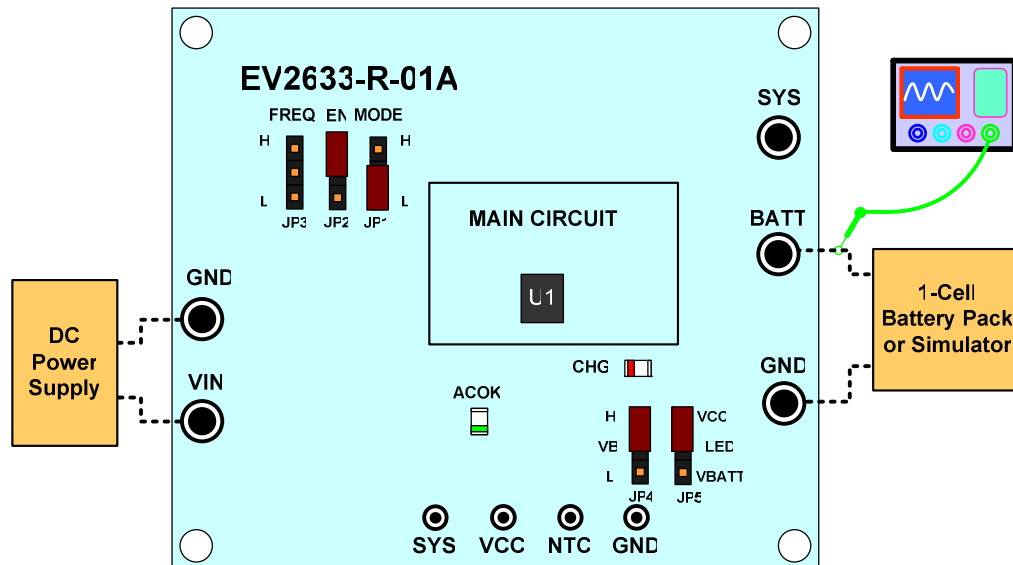 EV2633-R-01A
FREQ EN MODE
H H
L L
JP3 JP2 JP1
SYS
MAIN CIRCUIT
BATT
U1
GND
DC
Power
Supply
VIN
1-Cell
Battery Pack
or Simulator
GND
CHG
ACOK
H VCC
VB LED
L VBATT
JP4 JP5
SYS VCC NTC GND